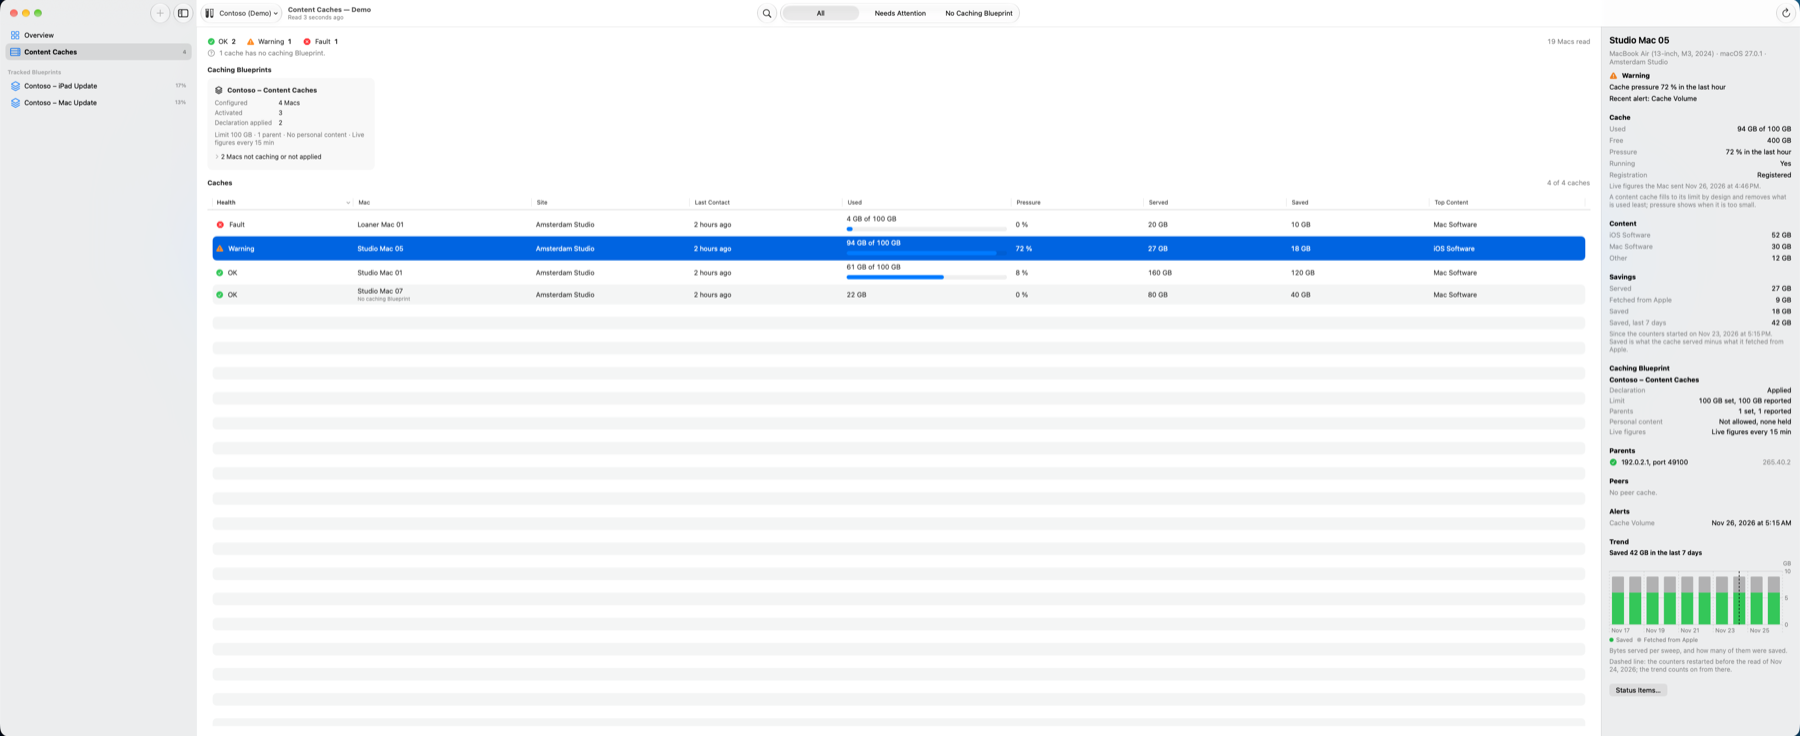 Contoso (Demo)
Content Caches — Demo
Read 3 seconds ago
All
Needs Attention
No Caching Blueprint
Overview
Content Caches 4
Tracked Blueprints
Contoso – iPad Update 17%
Contoso – Mac Update 13%
OK 2 Warning 1 Fault 1
19 Macs read
1 cache has no caching Blueprint.
Caching Blueprints
Contoso – Content Caches
Configured 4 Macs
Activated 3
Declaration applied 2
Limit 100 GB · 1 parent · No personal content · Live
figures every 15 min
2 Macs not caching or not applied
Caches
4 of 4 caches
Health Mac Site Last Contact Used Pressure Served Saved Top Content
Fault Loaner Mac 01 Amsterdam Studio 2 hours ago 4 GB of 100 GB 0 % 20 GB 10 GB Mac Software
Warning Studio Mac 05 Amsterdam Studio 2 hours ago 94 GB of 100 GB 72 % 27 GB 18 GB iOS Software
OK Studio Mac 01 Amsterdam Studio 2 hours ago 61 GB of 100 GB 8 % 160 GB 120 GB Mac Software
OK Studio Mac 07 Amsterdam Studio 2 hours ago 22 GB 0 % 80 GB 40 GB Mac Software
No caching Blueprint
Studio Mac 05
MacBook Air (13-inch, M3, 2024) · macOS 27.0.1 ·
Amsterdam Studio
Warning
Cache pressure 72 % in the last hour
Recent alert: Cache Volume
Cache
Used 94 GB of 100 GB
Free 400 GB
Pressure 72 % in the last hour
Running Yes
Registration Registered
Live figures the Mac sent Nov 26, 2026 at 4:46 PM.
A content cache fills to its limit by design and removes what
is used least; pressure shows when it is too small.
Content
iOS Software 52 GB
Mac Software 30 GB
Other 12 GB
Savings
Served 27 GB
Fetched from Apple 9 GB
Saved 18 GB
Saved, last 7 days 42 GB
Since the counters started on Nov 23, 2026 at 5:15 PM.
Saved is what the cache served minus what it fetched from
Apple.
Caching Blueprint
Contoso – Content Caches
Declaration Applied
Limit 100 GB set, 100 GB reported
Parents 1 set, 1 reported
Personal content Not allowed, none held
Live figures Live figures every 15 min
Parents
192.0.2.1, port 49100 265.40.2
Peers
No peer cache.
Alerts
Cache Volume Nov 26, 2026 at 5:15 AM
Trend
Saved 42 GB in the last 7 days
GB
10
5
0
Nov 17 Nov 19 Nov 21 Nov 23 Nov 25
Saved Fetched from Apple
Bytes served per sweep, and how many of them were saved.
Dashed line: the counters restarted before the read of Nov
24, 2026; the trend counts on from there.
Status Items...